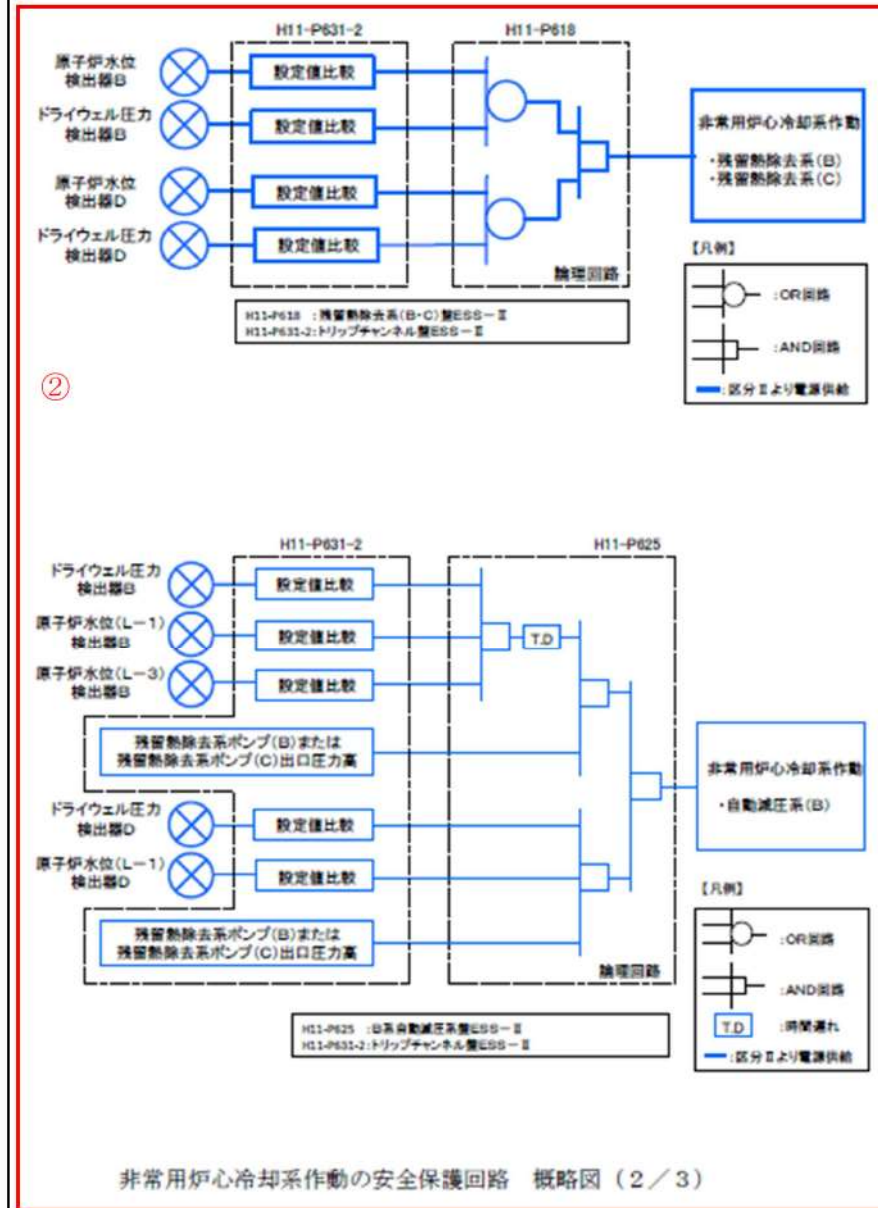 H11-P631-2
H11-P618
原子炉水位
検出器B
設定値比較
ドライウェル圧力
検出器B
設定値比較
原子炉水位
検出器D
設定値比較
ドライウェル圧力
検出器D
設定値比較
論理回路
非常用炉心冷却系作動
・残留熱除去系(B)
・残留熱除去系(C)
【凡例】
:OR回路
:AND回路
:区分Ⅱより電源供給
H11-P618 :残留熱除去系(B・C)盤ESS-Ⅱ
H11-P631-2:トリップチャンネル盤ESS-Ⅱ
②
H11-P631-2
H11-P625
ドライウェル圧力
検出器B
設定値比較
原子炉水位(L-1)
検出器B
設定値比較
T.D
原子炉水位(L-3)
検出器B
設定値比較
残留熱除去系ポンプ(B)または
残留熱除去系ポンプ(C)出口圧力高
ドライウェル圧力
検出器D
設定値比較
原子炉水位(L-1)
検出器D
設定値比較
残留熱除去系ポンプ(B)または
残留熱除去系ポンプ(C)出口圧力高
論理回路
非常用炉心冷却系作動
・自動減圧系(B)
【凡例】
:OR回路
:AND回路
T.D :時間遅れ
:区分Ⅱより電源供給
H11-P625 :B系自動減圧系盤ESS-Ⅱ
H11-P631-2:トリップチャンネル盤ESS-Ⅱ
非常用炉心冷却系作動の安全保護回路 概略図(2/3)